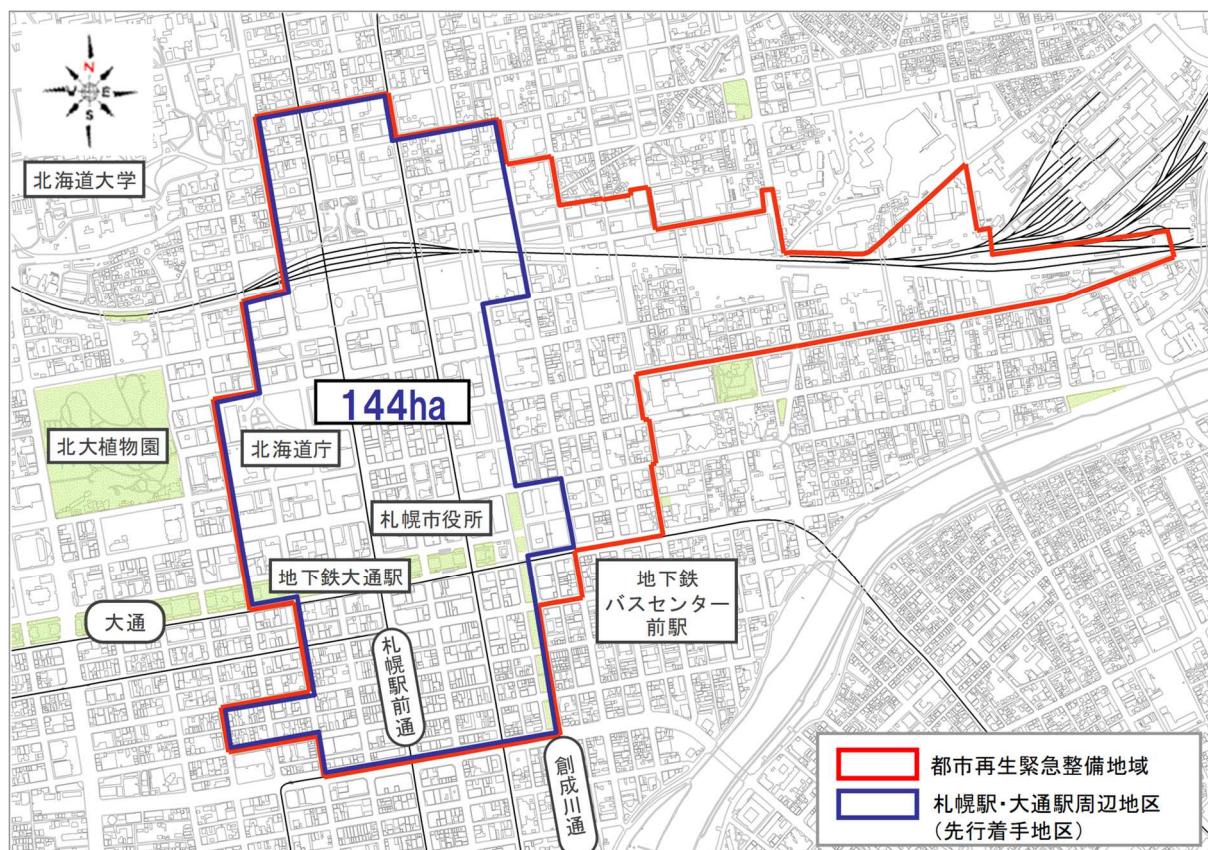 N
W E
S
北海道大学
144ha
北大植物園
北海道庁
札幌市役所
地下鉄大通駅
地下鉄
バスセンター
前駅
大通
札幌駅前通
創成川通
都市再生緊急整備地域
札幌駅・大通駅周辺地区
(先行着手地区)